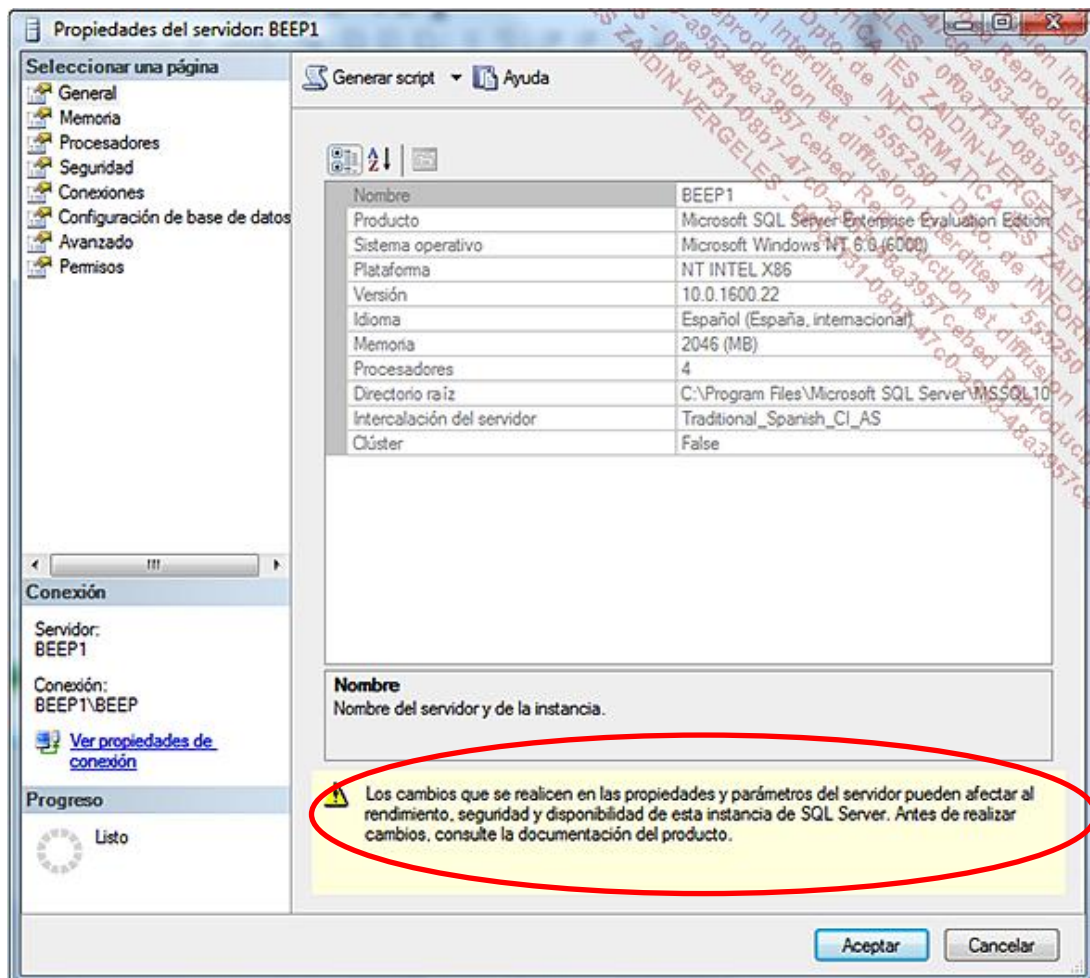 Propiedades del servidor: BEEP1
Seleccionar una página
General
Memoria
Procesadores
Seguridad
Conexiones
Configuración de base de datos
Avanzado
Permisos
Generar script
Ayuda
Nombre BEEP1
Producto Microsoft SQL Server Enterprise Evaluation Edition
Sistema operativo Microsoft Windows NT 6.0 (6000)
Plataforma NT INTEL X86
Versión 10.0.1600.22
Idioma Español (España, internacional)
Memoria 2046 (MB)
Procesadores 4
Directorio raíz C:\Program Files\Microsoft SQL Server\MSSQL10
Intercalación del servidor Traditional_Spanish_CI_AS
Clúster False
Conexión
Servidor:
BEEP1
Conexión:
BEEP1\BEEP
Ver propiedades de
conexión
Progreso
Listo
Nombre
Nombre del servidor y de la instancia.
Los cambios que se realicen en las propiedades y parámetros del servidor pueden afectar al
rendimiento, seguridad y disponibilidad de esta instancia de SQL Server. Antes de realizar
cambios, consulte la documentación del producto.
Aceptar
Cancelar